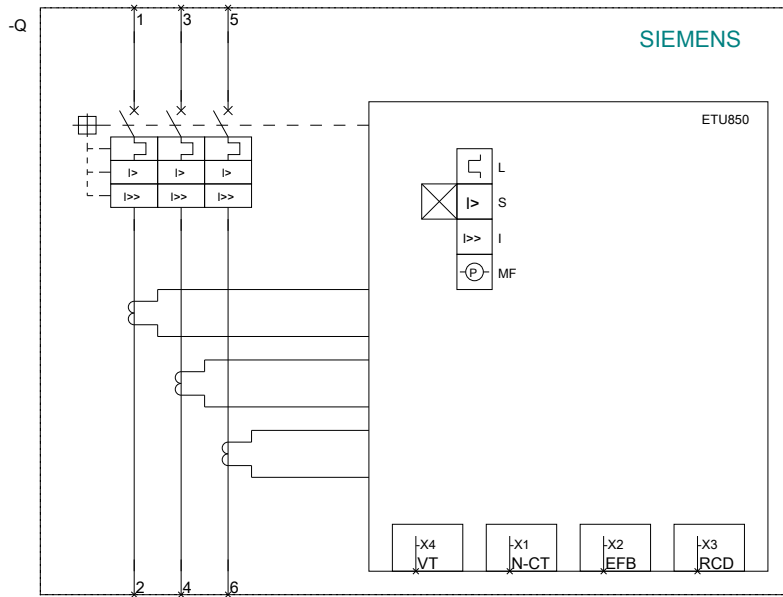 -Q
1 3 5
SIEMENS
ETU850
I> I> I>
I>> I>> I>>
L
I> S
I>> I
P MF
-X4 -X1 -X2 -X3
VT N-CT EFB RCD
2 4 6